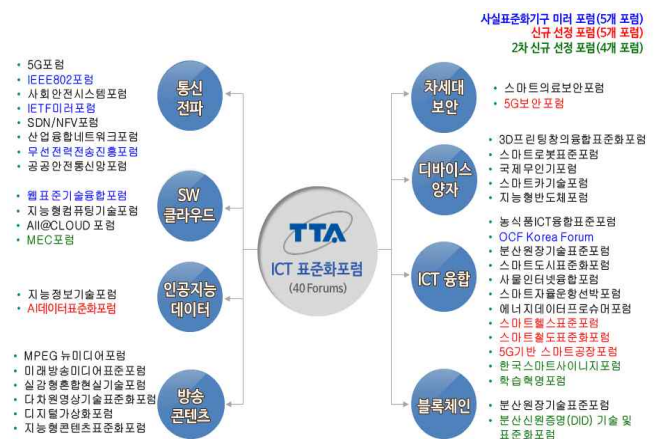 사실표준화기구 미러 포럼(5개 포럼)
신규 선정 포럼(5개 포럼)
2차 신규 선정 포럼(4개 포럼)
• 5G포럼
• IEEE802포럼
• 사회안전시스템포럼
• IETF미러포럼
• SDN/NFV포럼
• 산업융합네트워크포럼
• 무선전력전송진흥포럼
• 공공안전통신망포럼
통신
전파
• 웹표준기술융합포럼
• 지능형컴퓨팅기술포럼
• All@CLOUD 포럼
• MEC포럼
SW
클라우드
• 지능정보기술포럼
• AI데이터표준화포럼
인공지능
데이터
• MPEG 뉴미디어포럼
• 미래방송미디어표준포럼
• 실감형혼합현실기술포럼
• 다차원영상기술표준화포럼
• 디지털가상화포럼
• 지능형콘텐츠표준화포럼
방송
콘텐츠
TTA
ICT 표준화포럼
(40 Forums)
차세대
보안
• 스마트의료보안포럼
• 5G보안포럼
디바이스
양자
• 3D프린팅창의융합표준화포럼
• 스마트로봇표준포럼
• 국제무인기포럼
• 스마트카기술포럼
• 지능형반도체포럼
ICT 융합
• 농식품ICT융합표준포럼
• OCF Korea Forum
• 분산원장기술표준포럼
• 스마트도시표준화포럼
• 사물인터넷융합포럼
• 스마트자율운항선박포럼
• 에너지데이터프로슈머포럼
• 스마트헬스표준포럼
• 스마트철도표준화포럼
• 5G기반 스마트공장포럼
• 한국스마트사이니지포럼
• 학습혁명포럼
블록체인
• 분산원장기술표준포럼
• 분산신원증명(DID) 기술 및
표준화포럼